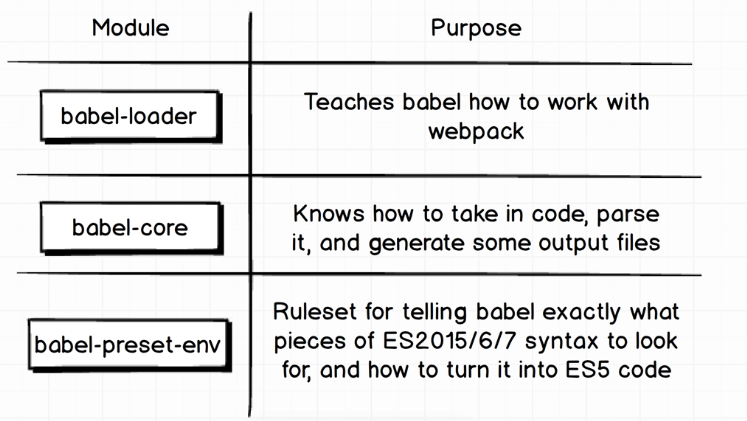 Module
Purpose
babel-loader
Teaches babel how to work with
webpack
babel-core
Knows how to take in code, parse
it, and generate some output files
babel-preset-env
Ruleset for telling babel exactly what
pieces of ES2015/6/7 syntax to look
for, and how to turn it into ES5 code